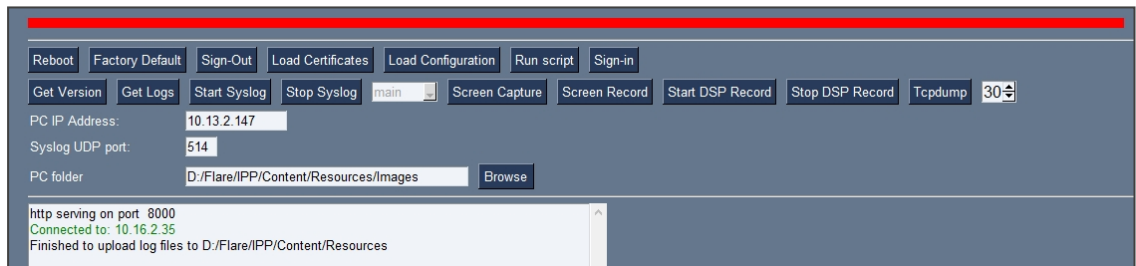 Reboot Factory Default Sign-Out Load Certificates Load Configuration Run script Sign-in
Get Version Get Logs Start Syslog Stop Syslog main Screen Capture Screen Record Start DSP Record Stop DSP Record Tcpdump 30
PC IP Address: 10.13.2.147
Syslog UDP port: 514
PC folder D:/Flare/IPP/Content/Resources/Images Browse
http serving on port 8000
Connected to: 10.16.2.35
Finished to upload log files to D:/Flare/IPP/Content/Resources